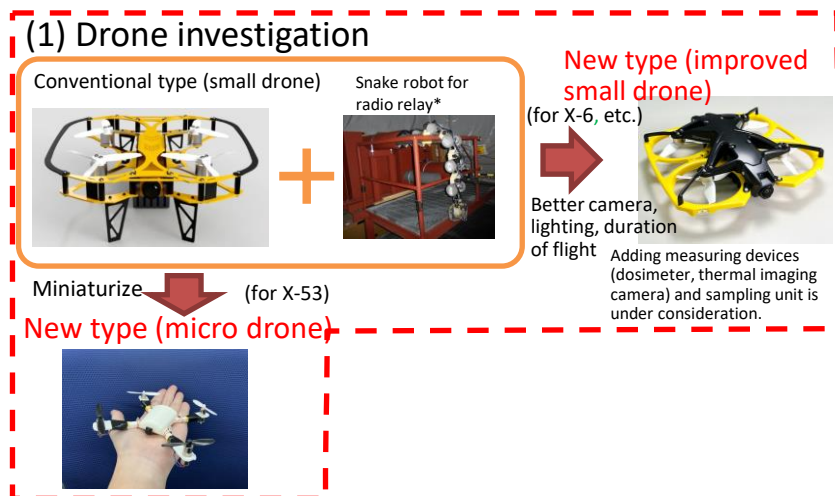 (1) Drone investigation
Conventional type (small drone)
Snake robot for
radio relay*
New type (improved
small drone)
(for X-6, etc.)
Better camera,
lighting, duration
of flight
Adding measuring devices
(dosimeter, thermal imaging
camera) and sampling unit is
under consideration.
Miniaturize
(for X-53)
New type (micro drone)